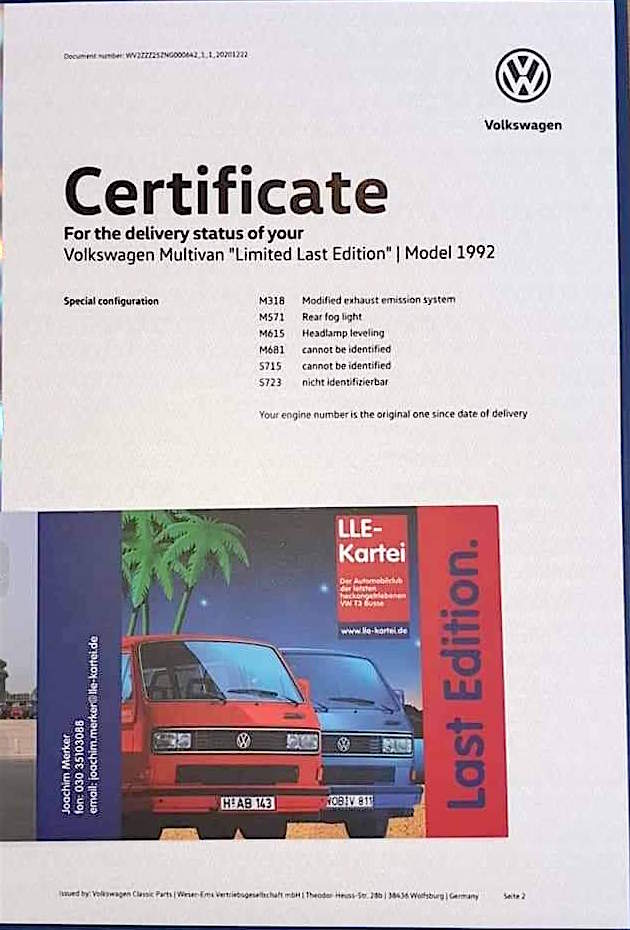 Document number: WV2ZZZ25ZNG000642_1_1_20201222
Volkswagen
Certificate
For the delivery status of your
Volkswagen Multivan "Limited Last Edition" | Model 1992
Special configuration
M318 Modified exhaust emission system
M571 Rear fog light
M615 Headlamp leveling
M681 cannot be identified
S715 cannot be identified
S723 nicht identifizierbar
Your engine number is the original one since date of delivery
LLE-
Kartei
Der Automobilclub
der letzten
heckangetriebenen
VW T3 Busse
www.lle-kartei.de
Last Edition.
Joachim Merker
fon: 030 35103088
email: joachim.merker@lle-kartei.de
H AB 143
WOBIV 811
Issued by: Volkswagen Classic Parts | Weser-Ems Vertriebsgesellschaft mbH | Theodor-Heuss-Str. 28b | 38436 Wolfsburg | Germany
Seite 2